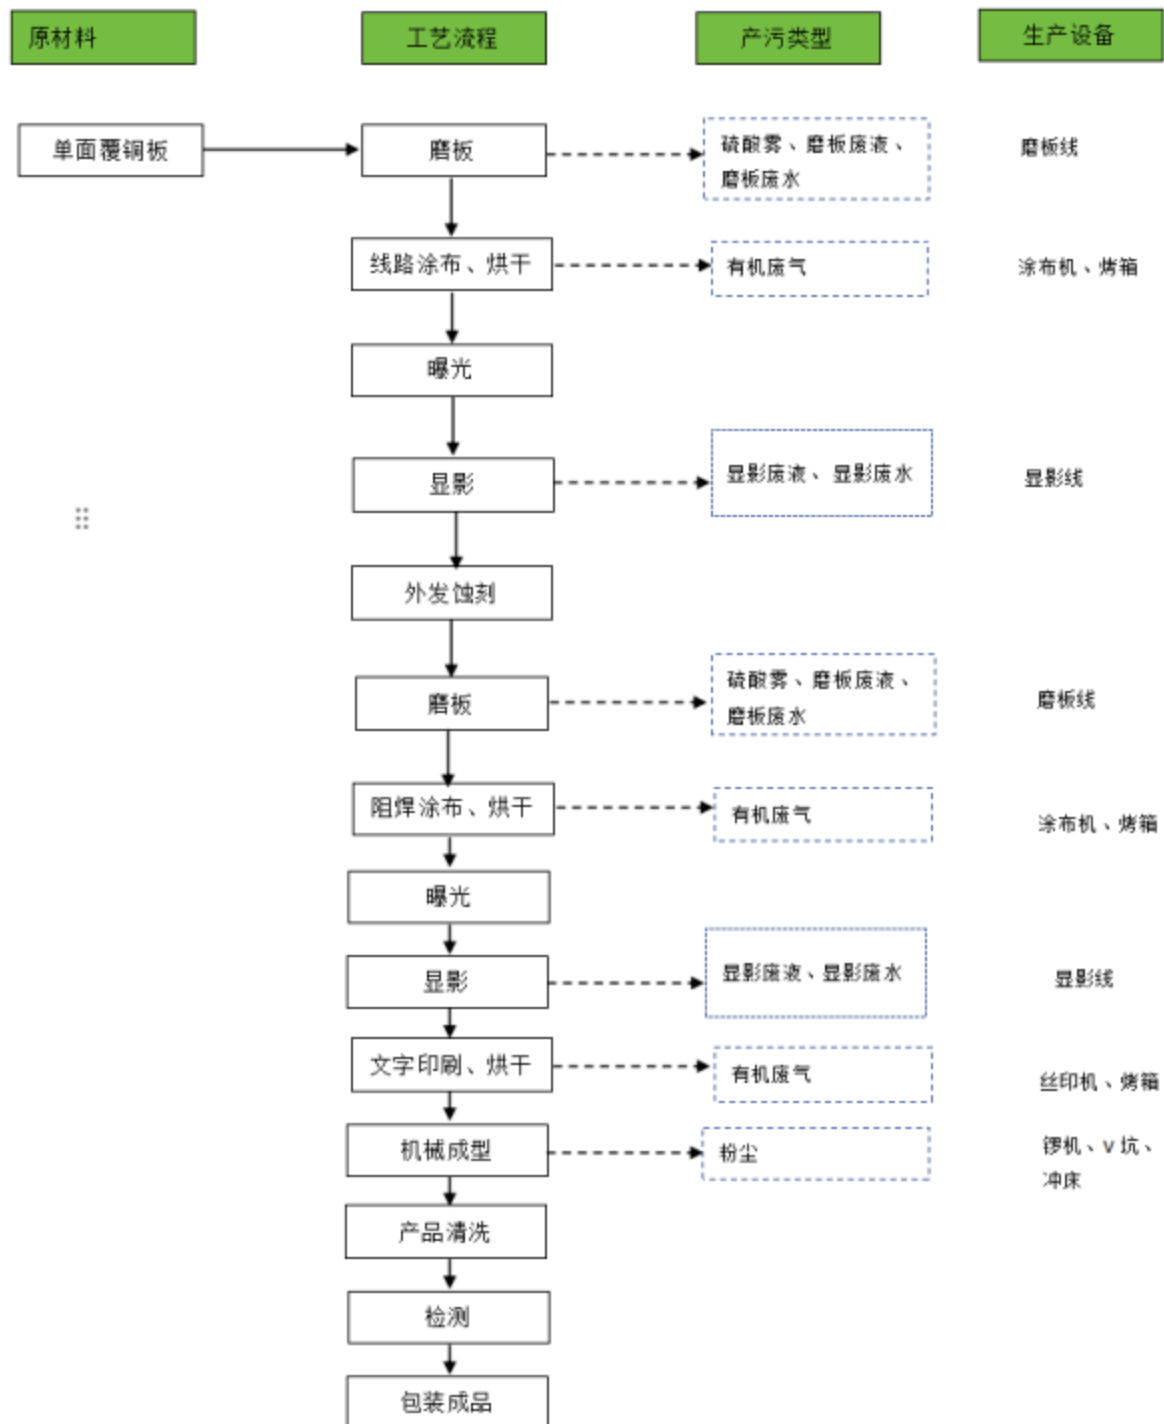 原材料
工艺流程
产污类型
生产设备
单面覆铜板
磨板
硫酸雾、磨板废液、
磨板废水
磨板线
线路涂布、烘干
有机废气
涂布机、烤箱
曝光
显影
显影废液、显影废水
显影线
外发蚀刻
磨板
硫酸雾、磨板废液、
磨板废水
磨板线
阻焊涂布、烘干
有机废气
涂布机、烤箱
曝光
显影
显影废液、显影废水
显影线
文字印刷、烘干
有机废气
丝印机、烤箱
机械成型
粉尘
锣机、v 坑、
冲床
产品清洗
检测
包装成品